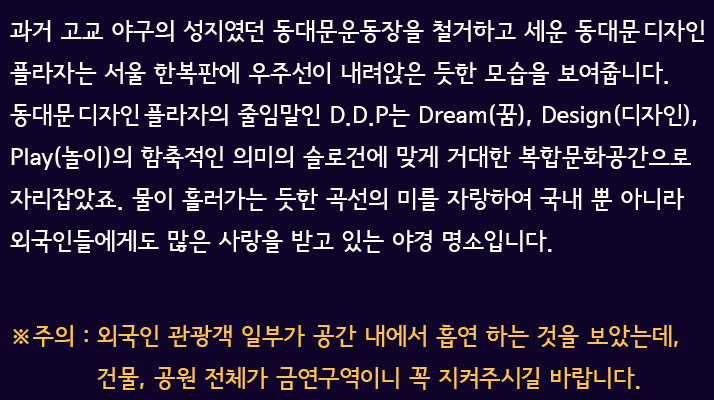 과거 고교 야구의 성지였던 동대문운동장을 철거하고 세운 동대문 디자인
플라자는 서울 한복판에 우주선이 내려앉은 듯한 모습을 보여줍니다.
동대문 디자인 플라자의 줄임말인 D.D.P는 Dream(꿈), Design(디자인),
Play(놀이)의 함축적인 의미의 슬로건에 맞게 거대한 복합문화공간으로
자리잡았죠. 물이 흘러가는 듯한 곡선의 미를 자랑하여 국내 뿐 아니라
외국인들에게도 많은 사랑을 받고 있는 야경 명소입니다.
※주의 : 외국인 관광객 일부가 공간 내에서 흡연 하는 것을 보았는데,
건물, 공원 전체가 금연구역이니 꼭 지켜주시길 바랍니다.